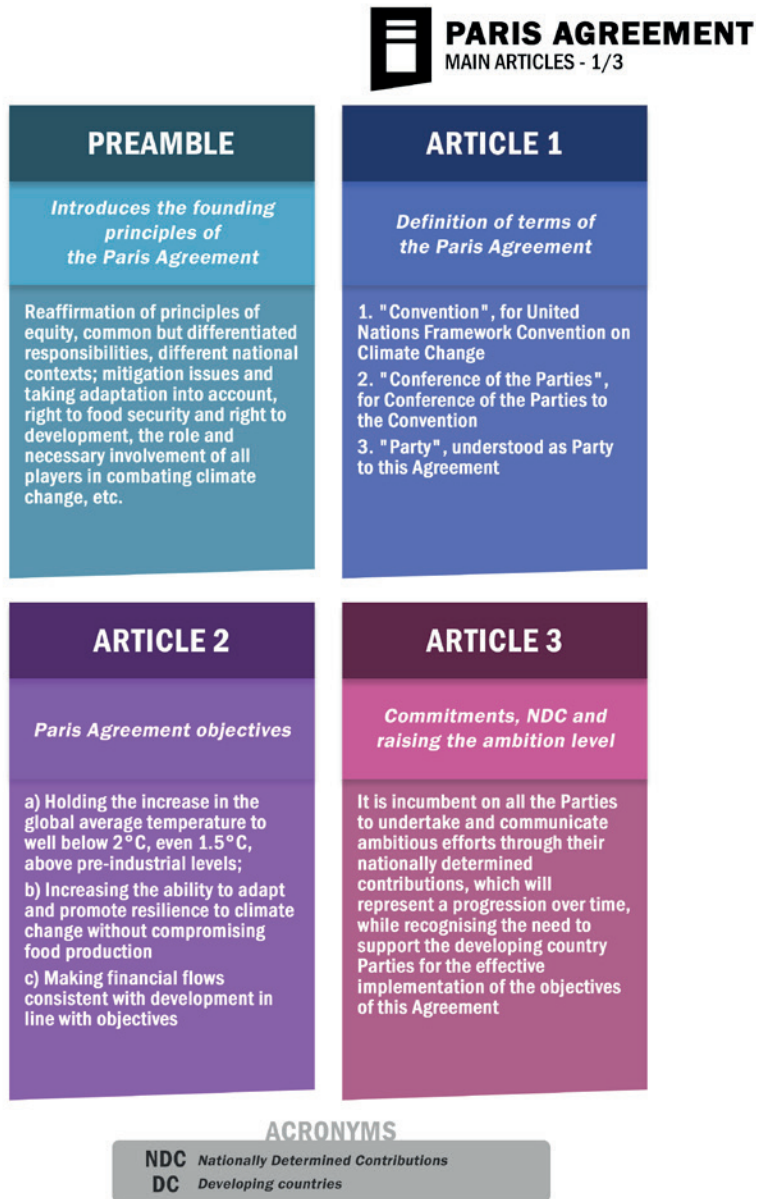 PARIS AGREEMENT
MAIN ARTICLES - 1/3
PREAMBLE
Introduces the founding
principles of
the Paris Agreement
Reaffirmation of principles of
equity, common but differentiated
responsibilities, different national
contexts; mitigation issues and
taking adaptation into account,
right to food security and right to
development, the role and
necessary involvement of all
players in combating climate
change, etc.
ARTICLE 1
Definition of terms of
the Paris Agreement
1. "Convention", for United
Nations Framework Convention on
Climate Change
2. "Conference of the Parties",
for Conference of the Parties to
the Convention
3. "Party", understood as Party
to this Agreement
ARTICLE 2
Paris Agreement objectives
a) Holding the increase in the
global average temperature to
well below 2°C, even 1.5°C,
above pre-industrial levels;
b) Increasing the ability to adapt
and promote resilience to climate
change without compromising
food production
c) Making financial flows
consistent with development in
line with objectives
ARTICLE 3
Commitments, NDC and
raising the ambition level
It is incumbent on all the Parties
to undertake and communicate
ambitious efforts through their
nationally determined
contributions, which will
represent a progression over time,
while recognising the need to
support the developing country
Parties for the effective
implementation of the objectives
of this Agreement
ACRONYMS
NDC Nationally Determined Contributions
DC Developing countries